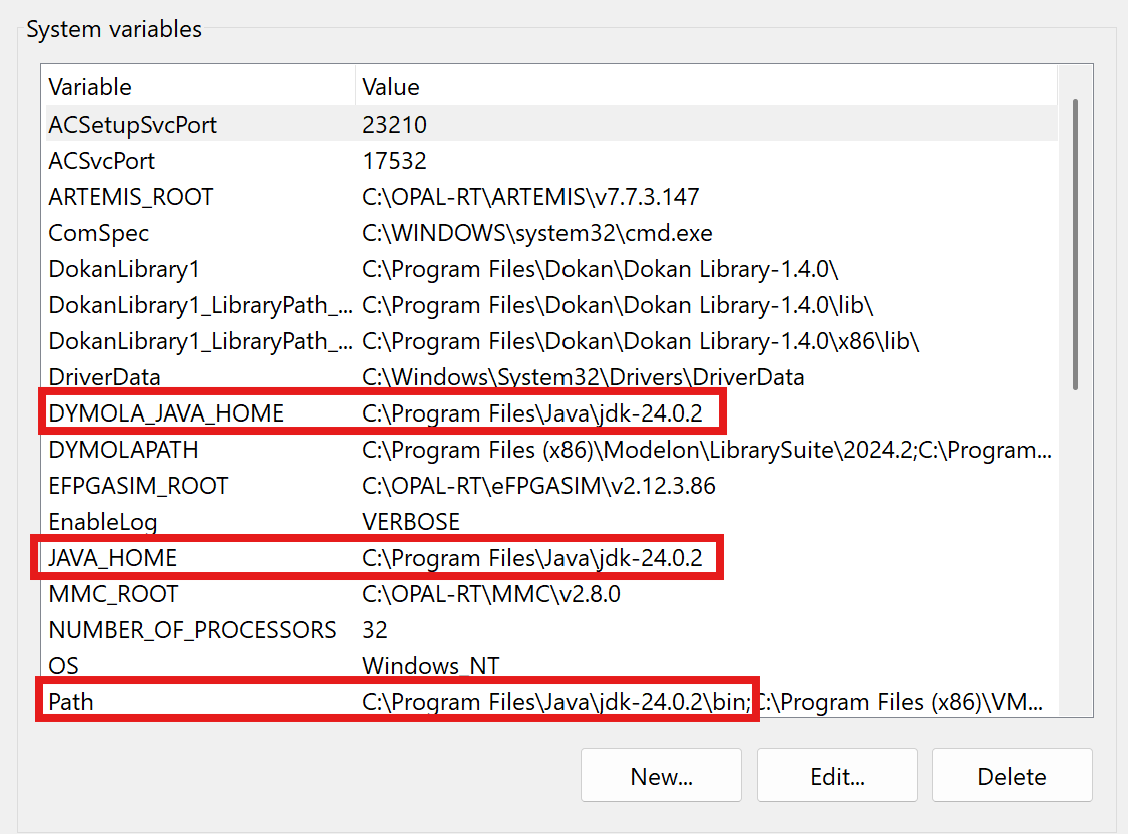 System variables
Variable Value
ACSetupSvcPort 23210
ACSvcPort 17532
ARTEMIS_ROOT C:\OPAL-RT\ARTEMIS\v7.7.3.147
ComSpec C:\WINDOWS\system32\cmd.exe
DokanLibrary1 C:\Program Files\Dokan\Dokan Library-1.4.0\
DokanLibrary1_LibraryPath_... C:\Program Files\Dokan\Dokan Library-1.4.0\lib\
DokanLibrary1_LibraryPath_... C:\Program Files\Dokan\Dokan Library-1.4.0\x86\lib\
DriverData C:\Windows\System32\Drivers\DriverData
DYMOLA_JAVA_HOME C:\Program Files\Java\jdk-24.0.2
DYMOLAPATH C:\Program Files (x86)\Modelon\LibrarySuite\2024.2;C:\Program...
EFPGASIM_ROOT C:\OPAL-RT\eFPGASIM\v2.12.3.86
EnableLog VERBOSE
JAVA_HOME C:\Program Files\Java\jdk-24.0.2
MMC_ROOT C:\OPAL-RT\MMC\v2.8.0
NUMBER_OF_PROCESSORS 32
OS Windows_NT
Path C:\Program Files\Java\jdk-24.0.2\bin;C:\Program Files (x86)\VM...
New... Edit... Delete